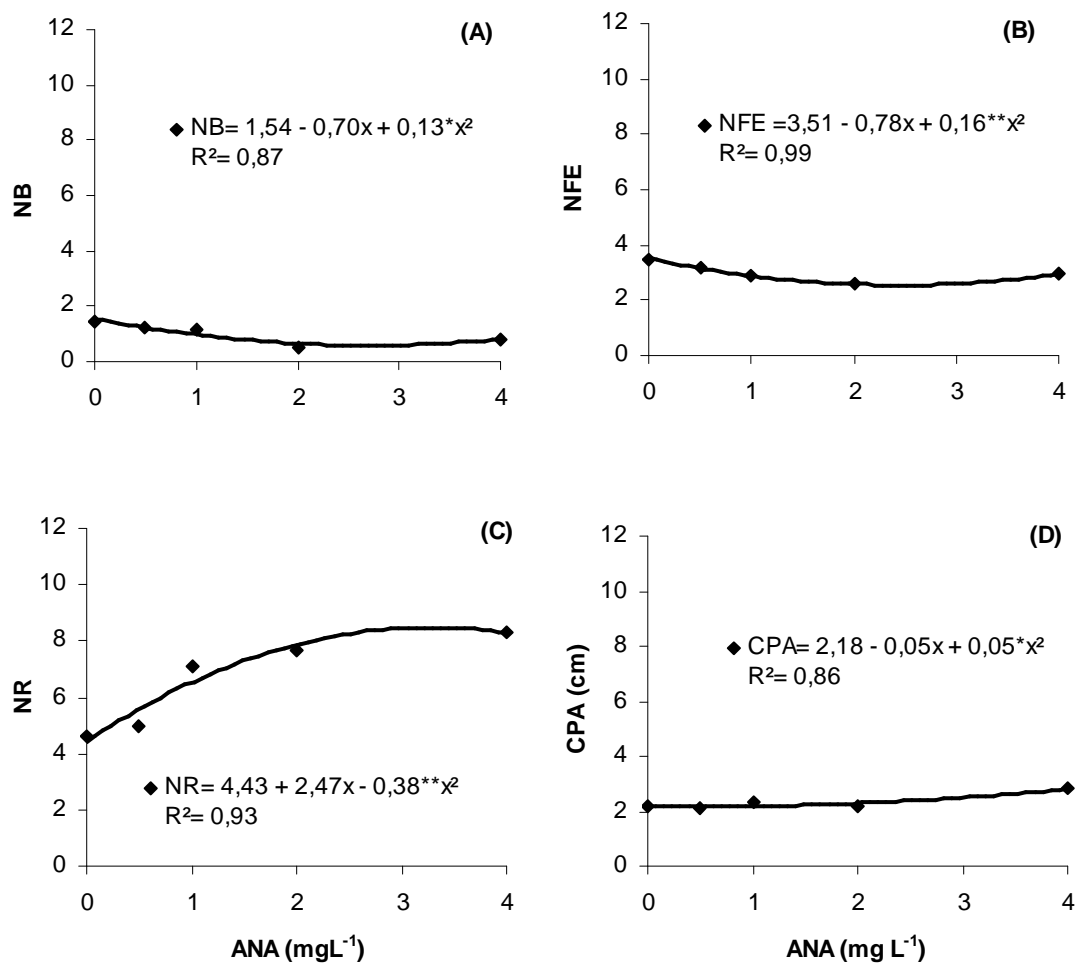 12
10
8
6
4
2
0
NB
(A)
NB= 1,54 - 0,70x + 0,13*x²
R²= 0,87
0 1 2 3 4
12
10
8
6
4
2
0
NFE
(B)
NFE =3,51 - 0,78x + 0,16**x²
R²= 0,99
0 1 2 3 4
12
10
8
6
4
2
0
NR
(C)
NR= 4,43 + 2,47x - 0,38**x²
R²= 0,93
0 1 2 3 4
ANA (mgL⁻¹)
12
10
8
6
4
2
0
CPA (cm)
(D)
CPA= 2,18 - 0,05x + 0,05*x²
R²= 0,86
0 1 2 3 4
ANA (mg L⁻¹)